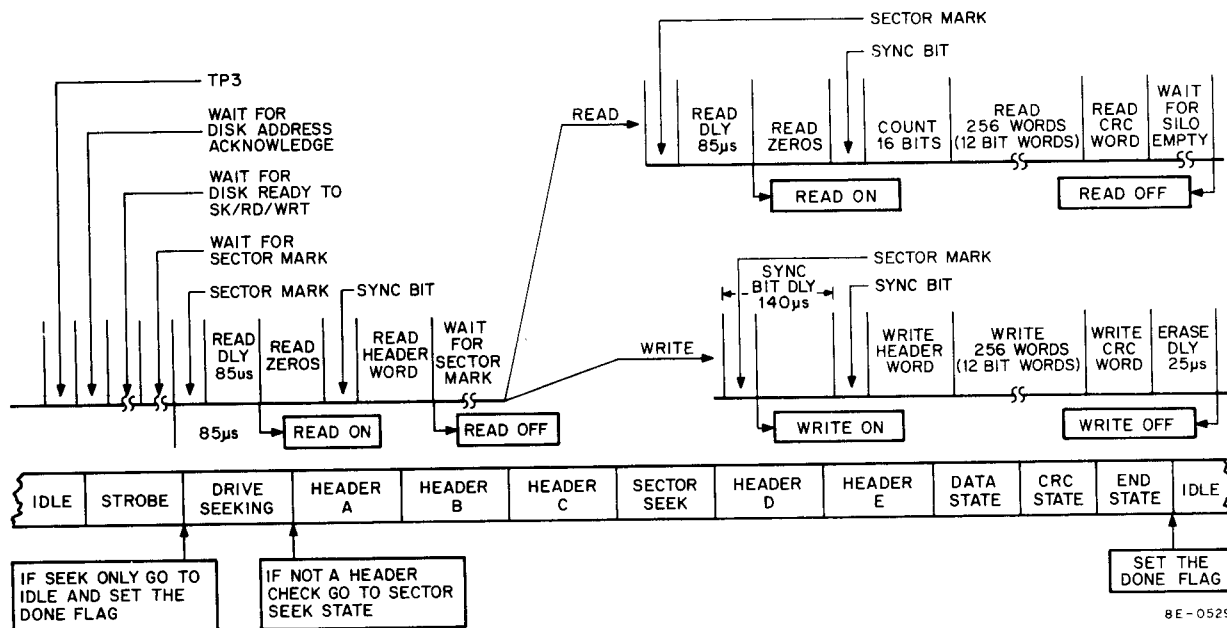 SECTOR MARK
SYNC BIT
TP3
WAIT FOR
DISK ADDRESS
ACKNOWLEDGE
WAIT FOR
DISK READY TO
SK/RD/WRT
WAIT FOR
SECTOR MARK
SECTOR MARK
SYNC BIT
READ
DLY
85us
READ ZEROS
READ
HEADER
WORD
WAIT
FOR
SECTOR
MARK
85µs
READ ON
READ OFF
READ
READ
DLY
85µs
READ
ZEROS
COUNT
16 BITS
READ
256 WORDS
(12 BIT WORDS)
READ
CRC
WORD
WAIT
FOR
SILO
EMPTY
READ ON
READ OFF
SECTOR MARK
SYNC BIT
SYNC
BIT DLY
140µs
WRITE
WRITE
HEADER
WORD
WRITE
256 WORDS
(12 BIT WORDS)
WRITE
CRC
WORD
ERASE
DLY
25µs
WRITE ON
WRITE OFF
IDLE
STROBE
DRIVE
SEEKING
HEADER
A
HEADER
B
HEADER
C
SECTOR
SEEK
HEADER
D
HEADER
E
DATA
STATE
CRC
STATE
END
STATE
IDLE
IF SEEK ONLY GO TO
IDLE AND SET THE
DONE FLAG
IF NOT A HEADER
CHECK GO TO SECTOR
SEEK STATE
SET THE
DONE FLAG
8E-0529